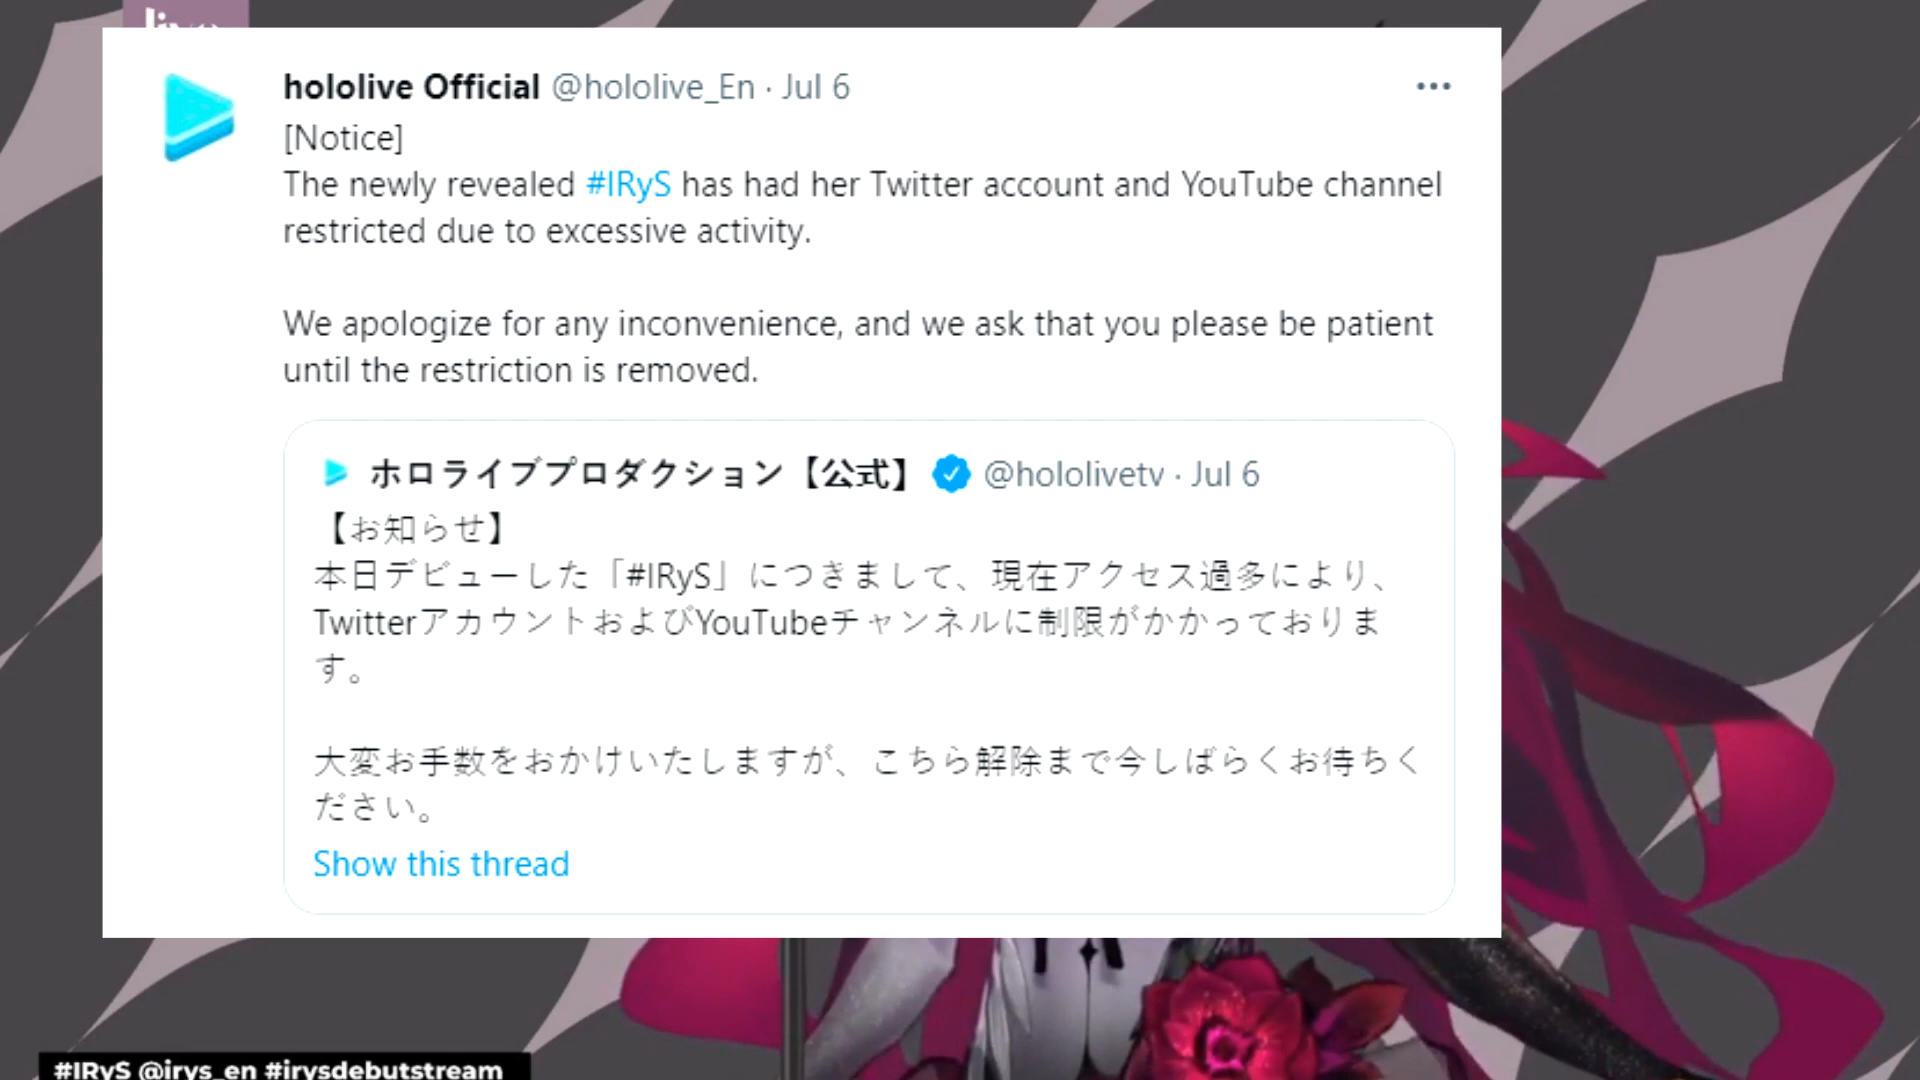 hololive Official @hololive_En · Jul 6
[Notice]
The newly revealed #IRyS has had her Twitter account and YouTube channel
restricted due to excessive activity.
We apologize for any inconvenience, and we ask that you please be patient
until the restriction is removed.
ホロライブプロダクション【公式】 @hololivetv · Jul 6
【お知らせ】
本日デビューした「#IRyS」につきまして、現在アクセス過多により、
TwitterアカウントおよびYouTubeチャンネルに制限がかかっておりま
す。
大変お手数をおかけいたしますが、こちら解除まで今しばらくお待ちく
ださい。
Show this thread
#IRyS @irys_en #irysdebutstream